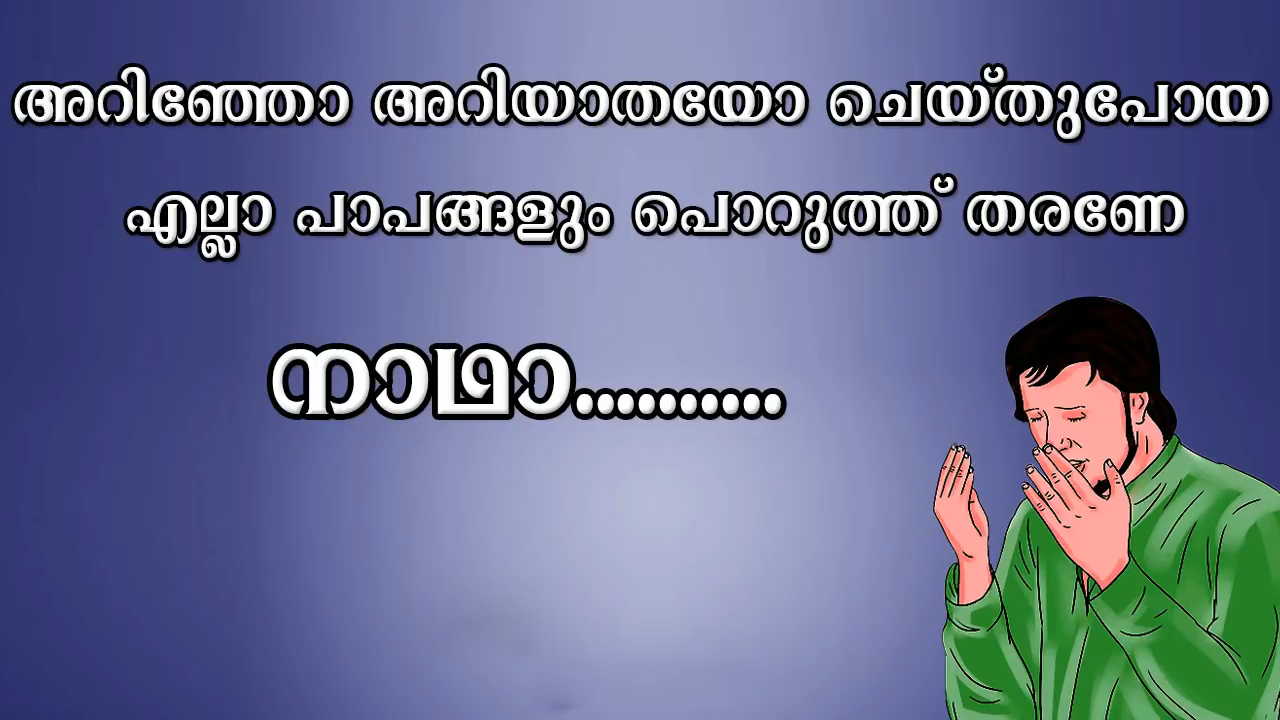 അറിഞ്ഞോ അറിയാതയോ ചെയ്തുപോയ
എല്ലാ പാപങ്ങളും പൊറുത്ത് തരണേ
നാഥാ..........